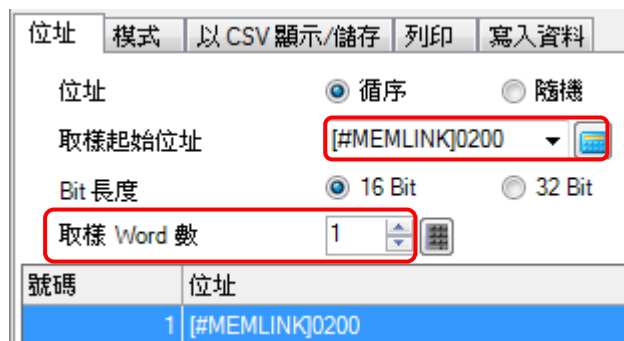 位址 模式 以 CSV 顯示/儲存 列印 寫入資料
位址 循序 隨機
取樣起始位址 [#MEMLINK]0200
Bit 長度 16 Bit 32 Bit
取樣 Word 數 1
號碼 位址
1 [#MEMLINK]0200